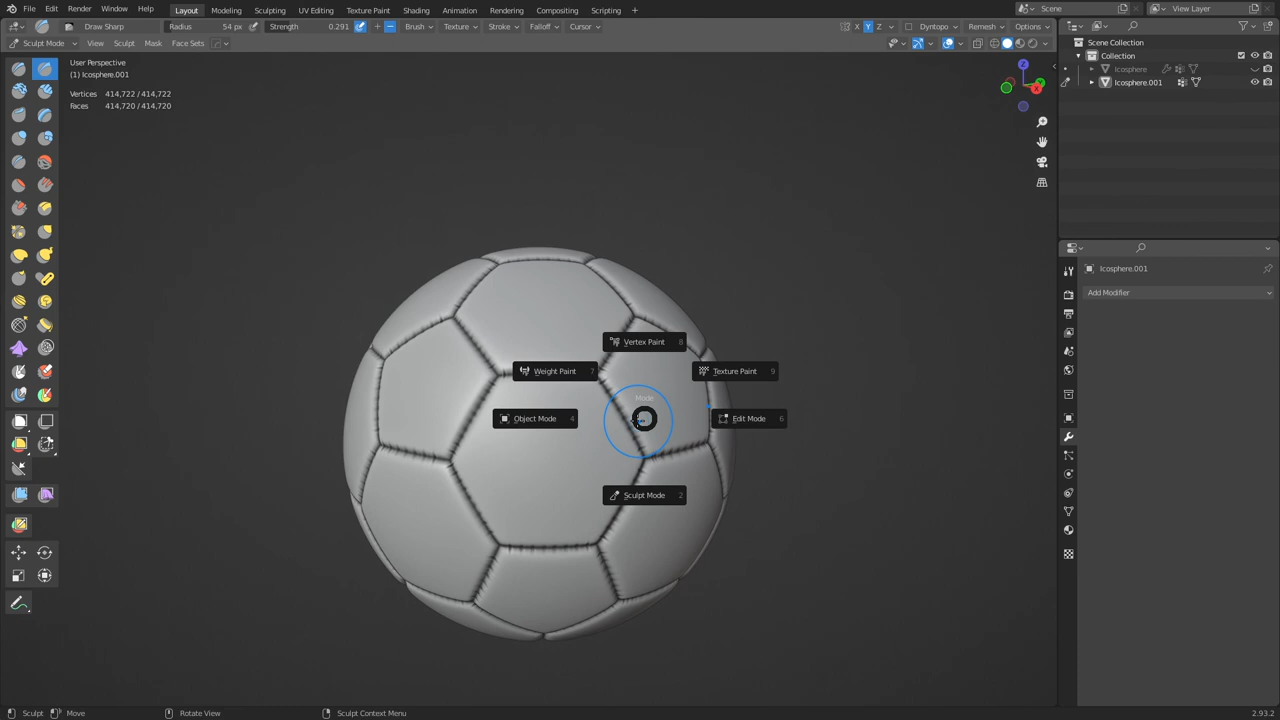 File Edit Render Window Help Layout Modeling Sculpting UV Editing Texture Paint Shading Animation Rendering Compositing Scripting + Scene View Layer
Draw Sharp Radius 54 px Strength 0.291 Brush Texture Stroke Falloff Cursor X Y Z Dyntopo Remesh Options
Sculpt Mode View Sculpt Mask Face Sets
Scene Collection
Collection
Icosphere
Icosphere.001
User Perspective
(1) Icosphere.001
Vertices 414,722 / 414,722
Faces 414,720 / 414,720
Z
Y
X
Icosphere.001
Add Modifier
Vertex Paint 8
Weight Paint 7
Texture Paint 9
Mode
Object Mode 4
Edit Mode 6
Sculpt Mode 2
Sculpt Move Rotate View Sculpt Context Menu 2.93.2